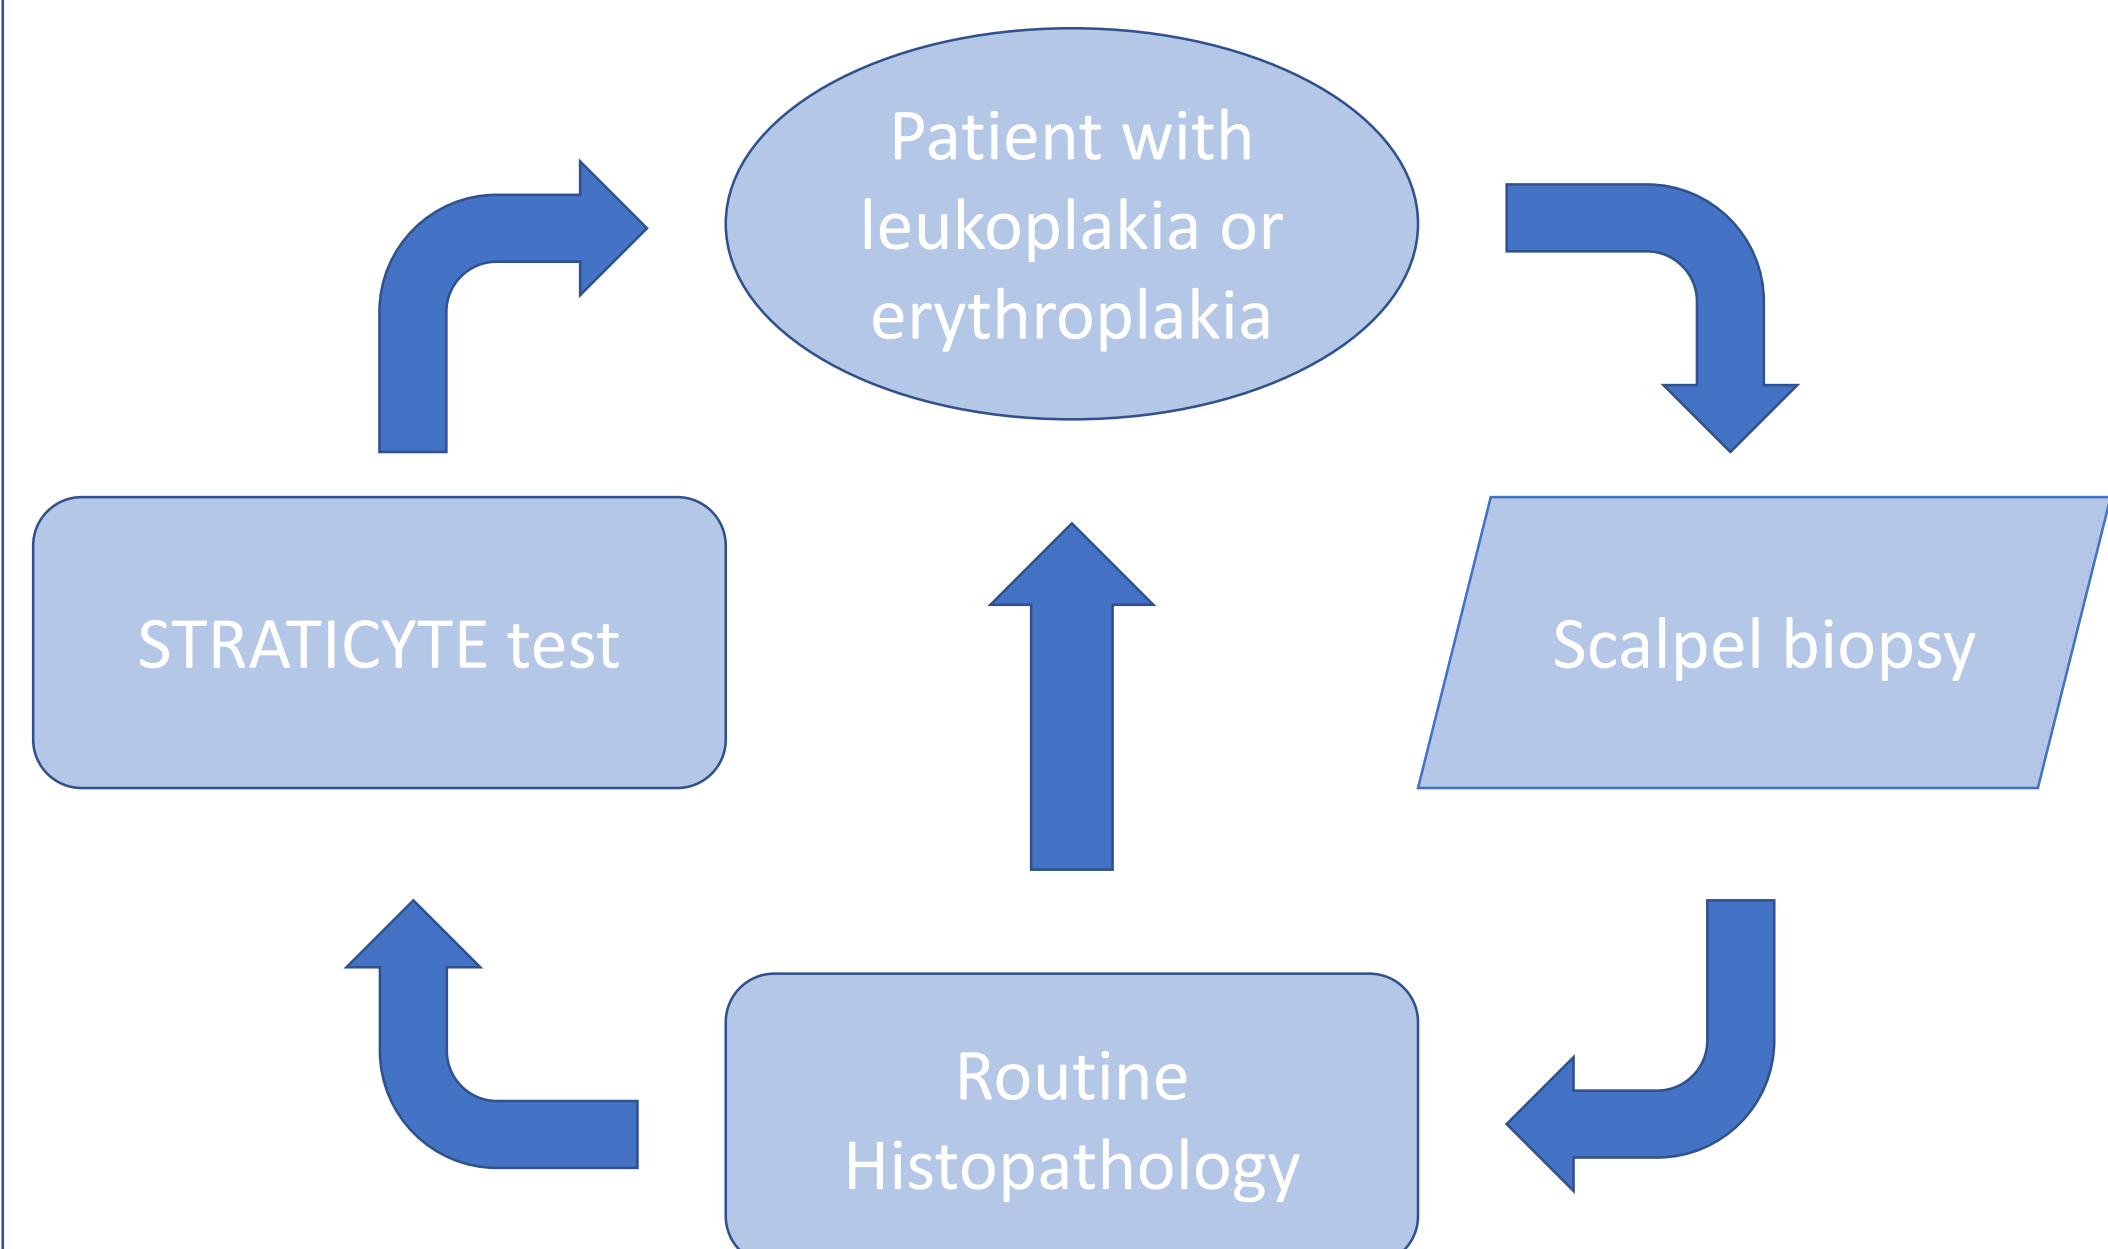 Patient with
leukoplakia or
erythroplakia
STRATICYTE test
Scalpel biopsy
Routine
Histopathology